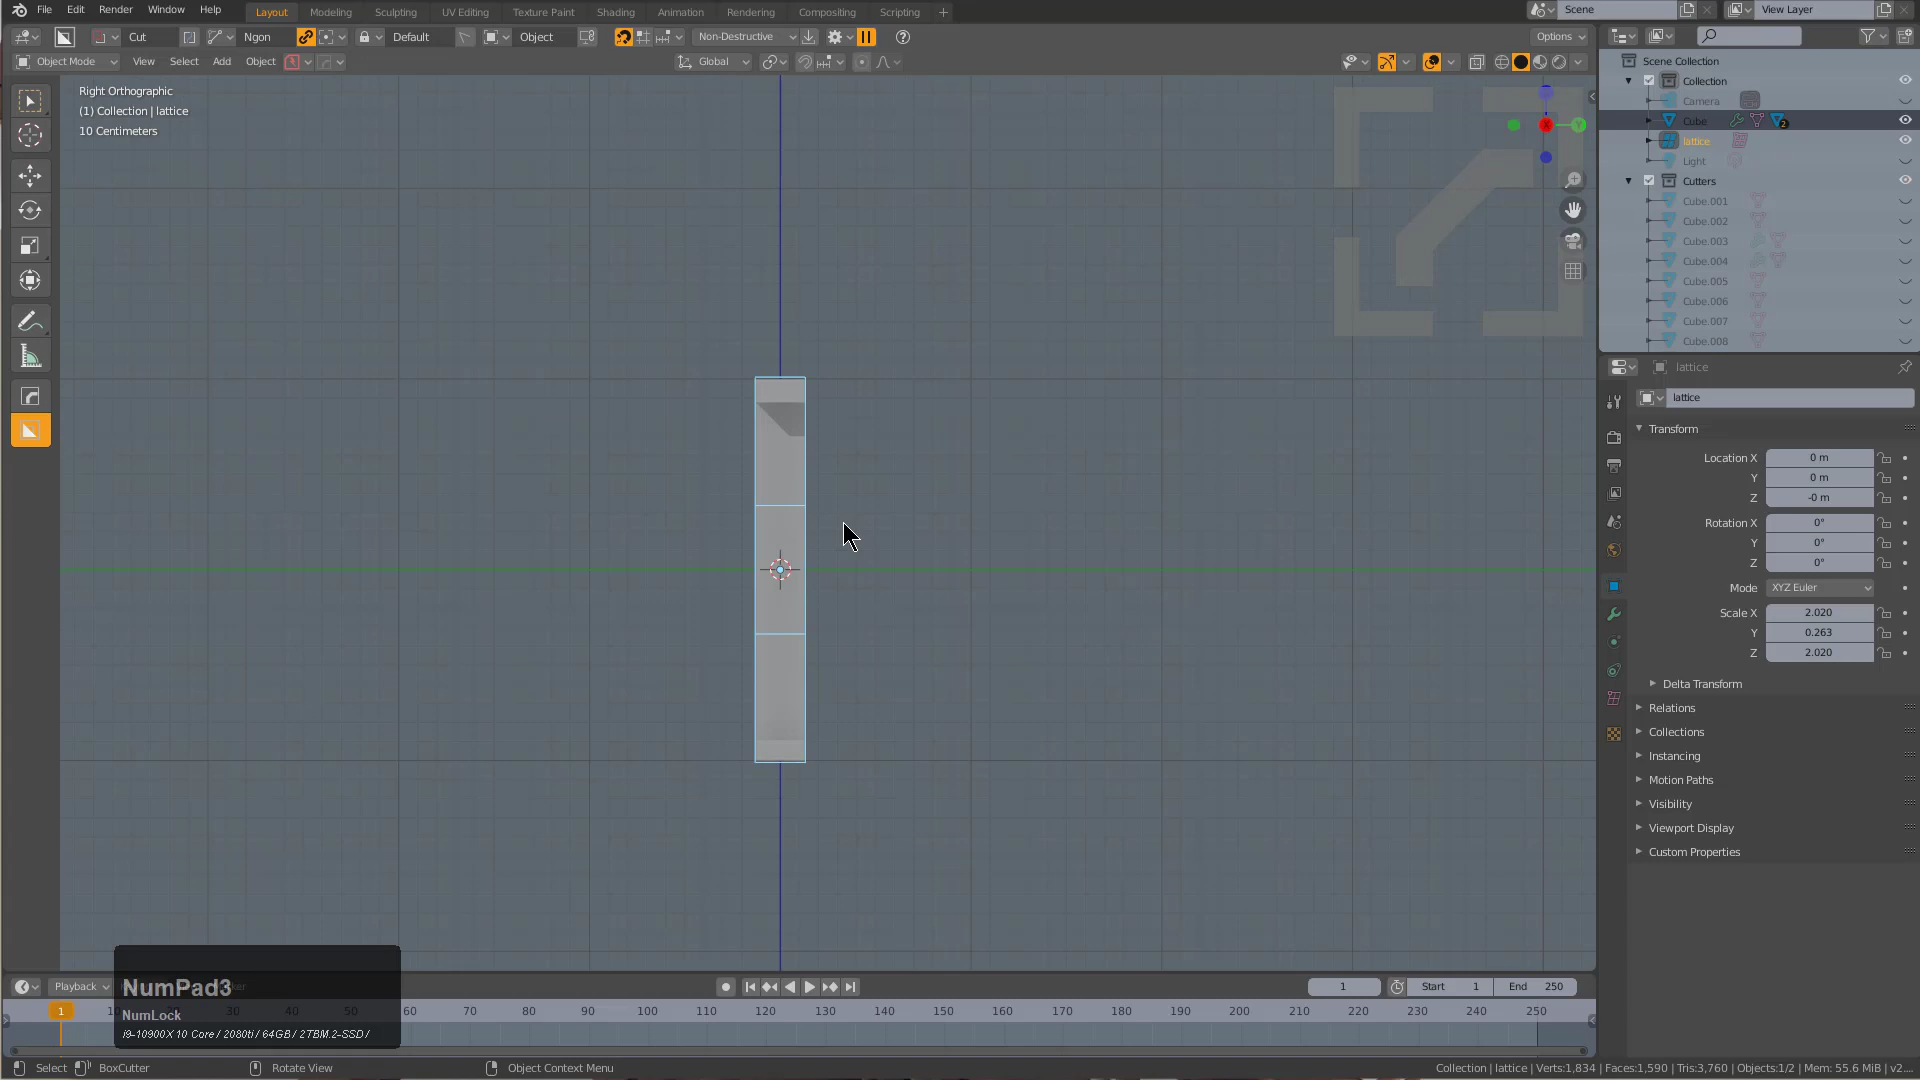 File Edit Render Window Help Layout Modeling Sculpting UV Editing Texture Paint Shading Animation Rendering Compositing Scripting + Scene View Layer
Cut Ngon Default Object Non-Destructive Options
Object Mode View Select Add Object Global
Right Orthographic
(1) Collection | lattice
10 Centimeters
X
Y
Scene Collection
Collection
Camera
Cube 2
lattice
Light
Cutters
Cube.001
Cube.002
Cube.003
Cube.004
Cube.005
Cube.006
Cube.007
Cube.008
lattice
lattice
Transform
Location X 0 m
Y 0 m
Z -0 m
Rotation X 0°
Y 0°
Z 0°
Mode XYZ Euler
Scale X 2.020
Y 0.263
Z 2.020
Delta Transform
Relations
Collections
Instancing
Motion Paths
Visibility
Viewport Display
Custom Properties
NumPad3
NumLock
i9-10900X 10 Core / 2080ti / 64GB / 2TBM.2-SSD /
Playback 1 Start 1 End 250
1 30 40 50 60 70 80 90 100 110 120 130 140 150 160 170 180 190 200 210 220 230 240 250
Select BoxCutter Rotate View Object Context Menu Collection | lattice | Verts:1,834 | Faces:1,590 | Tris:3,760 | Objects:1/2 | Mem: 55.6 MiB | v2....